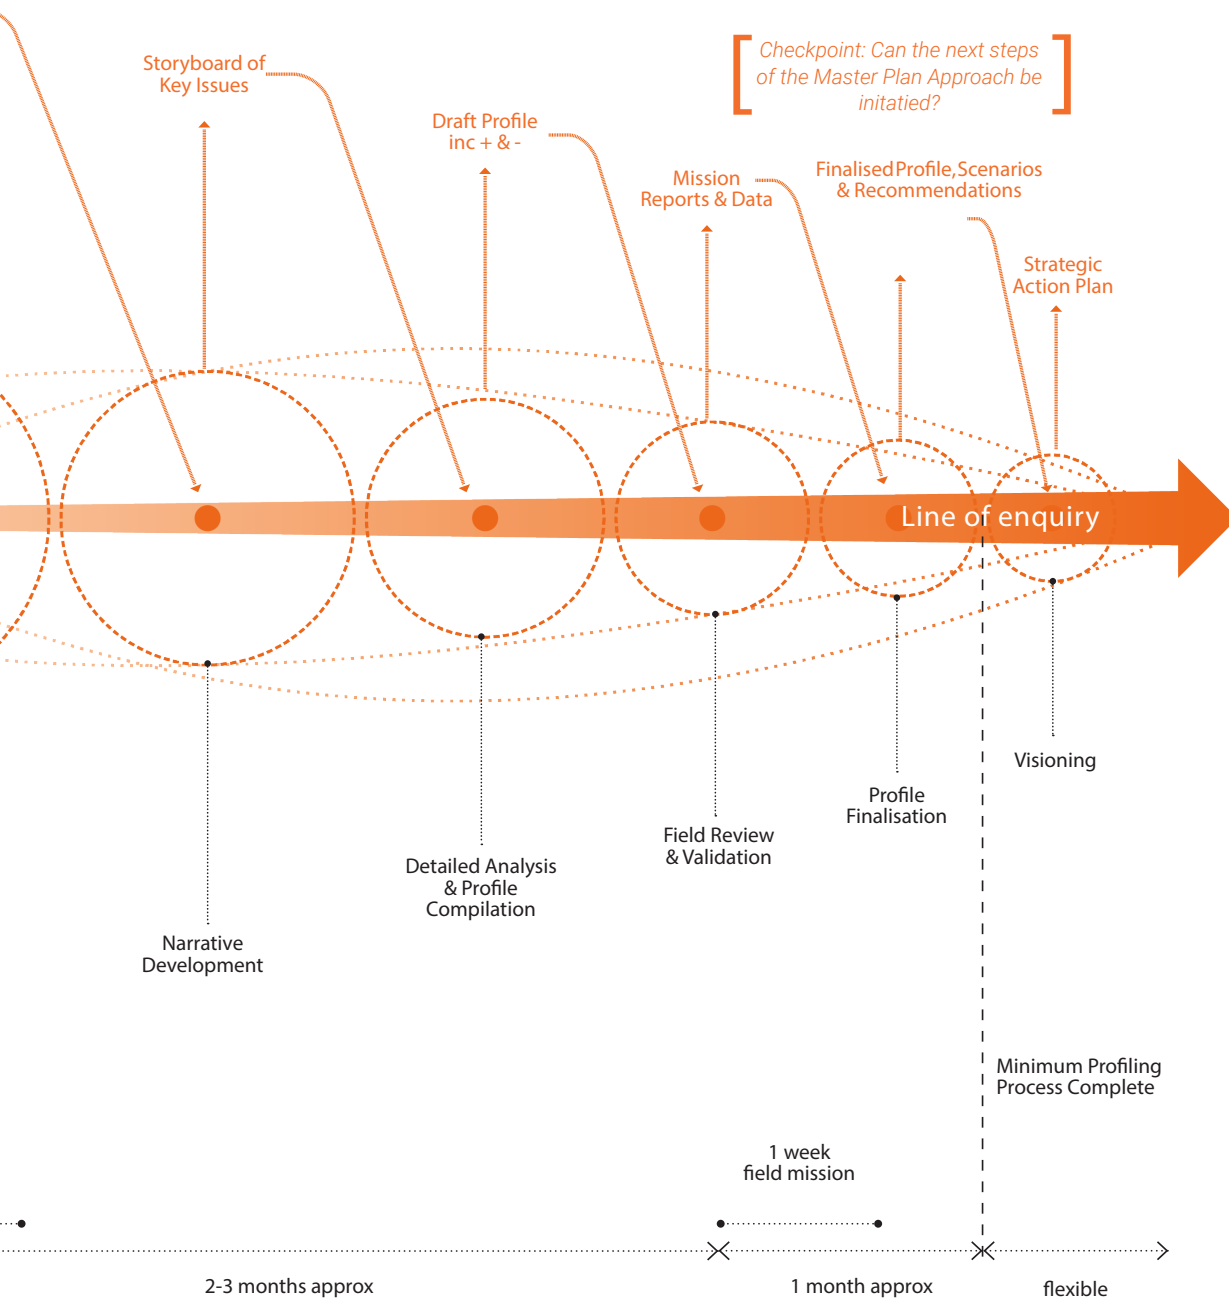 Checkpoint: Can the next steps
of the Master Plan Approach be
initatied?
Storyboard of
Key Issues
Draft Profile
inc + & -
Mission
Reports & Data
Finalised Profile, Scenarios
& Recommendations
Strategic
Action Plan
Line of enquiry
Visioning
Profile
Finalisation
Field Review
& Validation
Detailed Analysis
& Profile
Compilation
Narrative
Development
Minimum Profiling
Process Complete
1 week
field mission
2-3 months approx
1 month approx
flexible